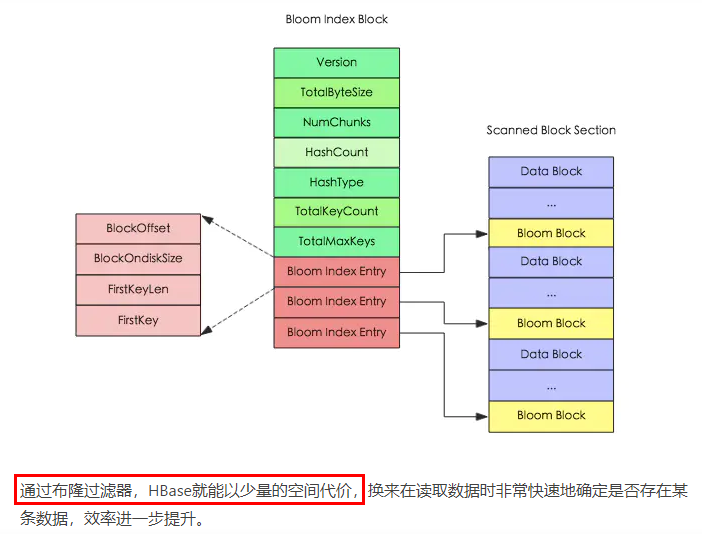 Bloom Index Block
Version
TotalByteSize
NumChunks
HashCount
HashType
TotalKeyCount
TotalMaxKeys
Bloom Index Entry
Bloom Index Entry
Bloom Index Entry
BlockOffset
BlockOndiskSize
FirstKeyLen
FirstKey
Scanned Block Section
Data Block
...
Bloom Block
Data Block
...
Bloom Block
Data Block
...
Bloom Block
通过布隆过滤器，HBase就能以少量的空间代价，换来在读取数据时非常快速地确定是否存在某
条数据，效率进一步提升。